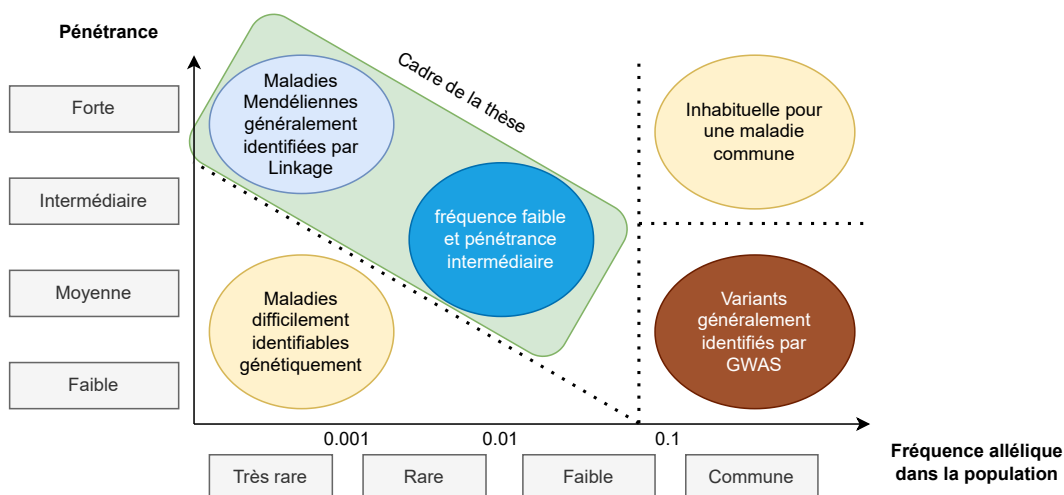 Pénétrance
Forte
Intermédiaire
Moyenne
Faible
Maladies
Mendéliennes
généralement
identifiées par
Linkage
Cadre de la thèse
fréquence faible
et pénétrance
intermédiaire
Inhabituelle pour
une maladie
commune
Maladies
difficilement
identifiables
génétiquement
Variants
généralement
identifiés par
GWAS
0.001
0.01
0.1
Très rare
Rare
Faible
Commune
Fréquence allélique
dans la population